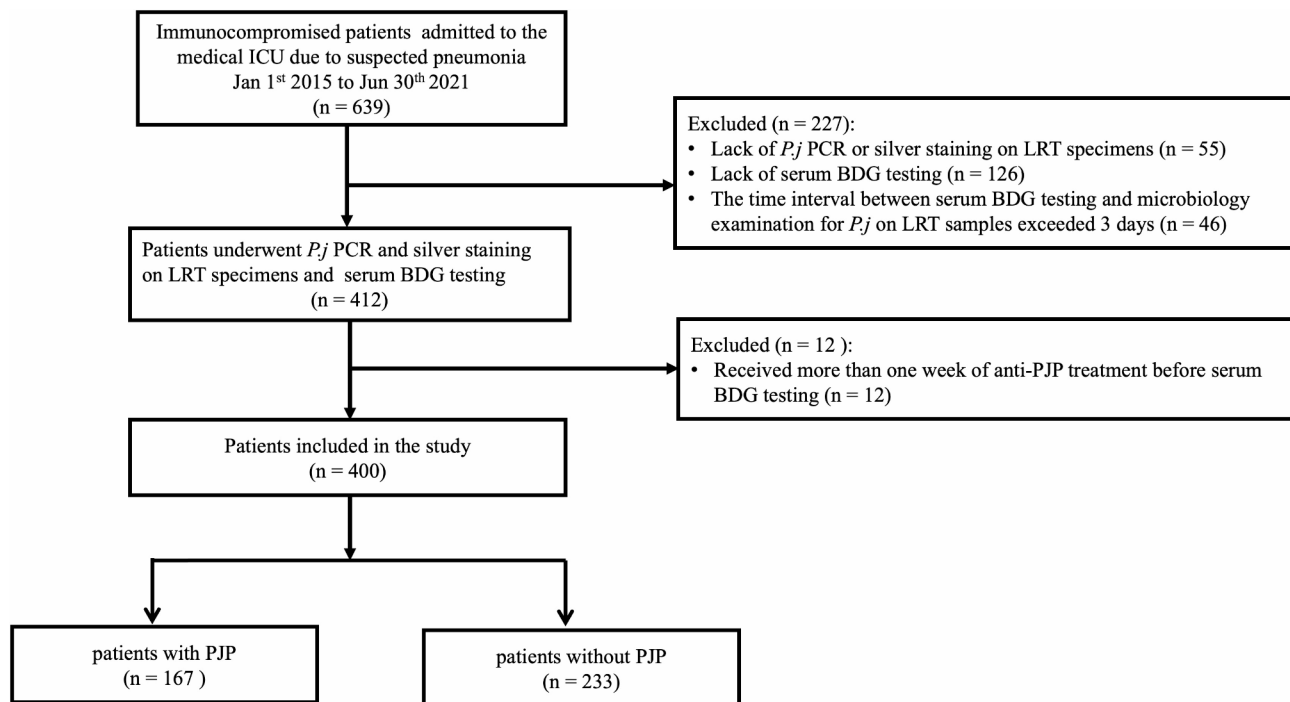 Immunocompromised patients admitted to the
medical ICU due to suspected pneumonia
Jan 1st 2015 to Jun 30th 2021
(n = 639)
Excluded (n = 227):
• Lack of P.j PCR or silver staining on LRT specimens (n = 55)
• Lack of serum BDG testing (n = 126)
• The time interval between serum BDG testing and microbiology
examination for P.j on LRT samples exceeded 3 days (n = 46)
Patients underwent P.j PCR and silver staining
on LRT specimens and serum BDG testing
(n = 412)
Excluded (n = 12 ):
• Received more than one week of anti-PJP treatment before serum
BDG testing (n = 12)
Patients included in the study
(n = 400)
patients with PJP
(n = 167 )
patients without PJP
(n = 233)